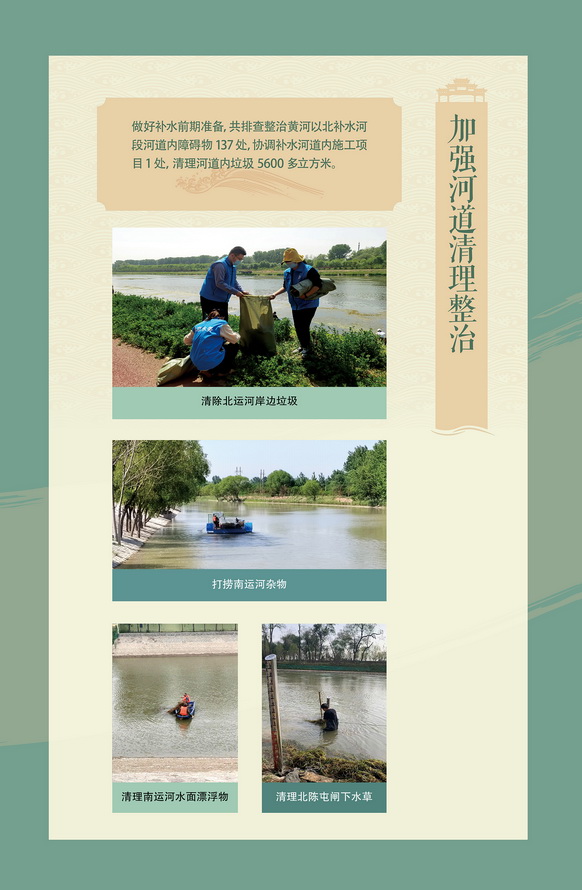 加强河道清理整治
做好补水前期准备，共排查整治黄河以北补水河
段河道内障碍物 137 处，协调补水河道内施工项
目 1 处，清理河道内垃圾 5600 多立方米。
清除北运河岸边垃圾
打捞南运河杂物
清理南运河水面漂浮物
清理北陈屯闸下水草